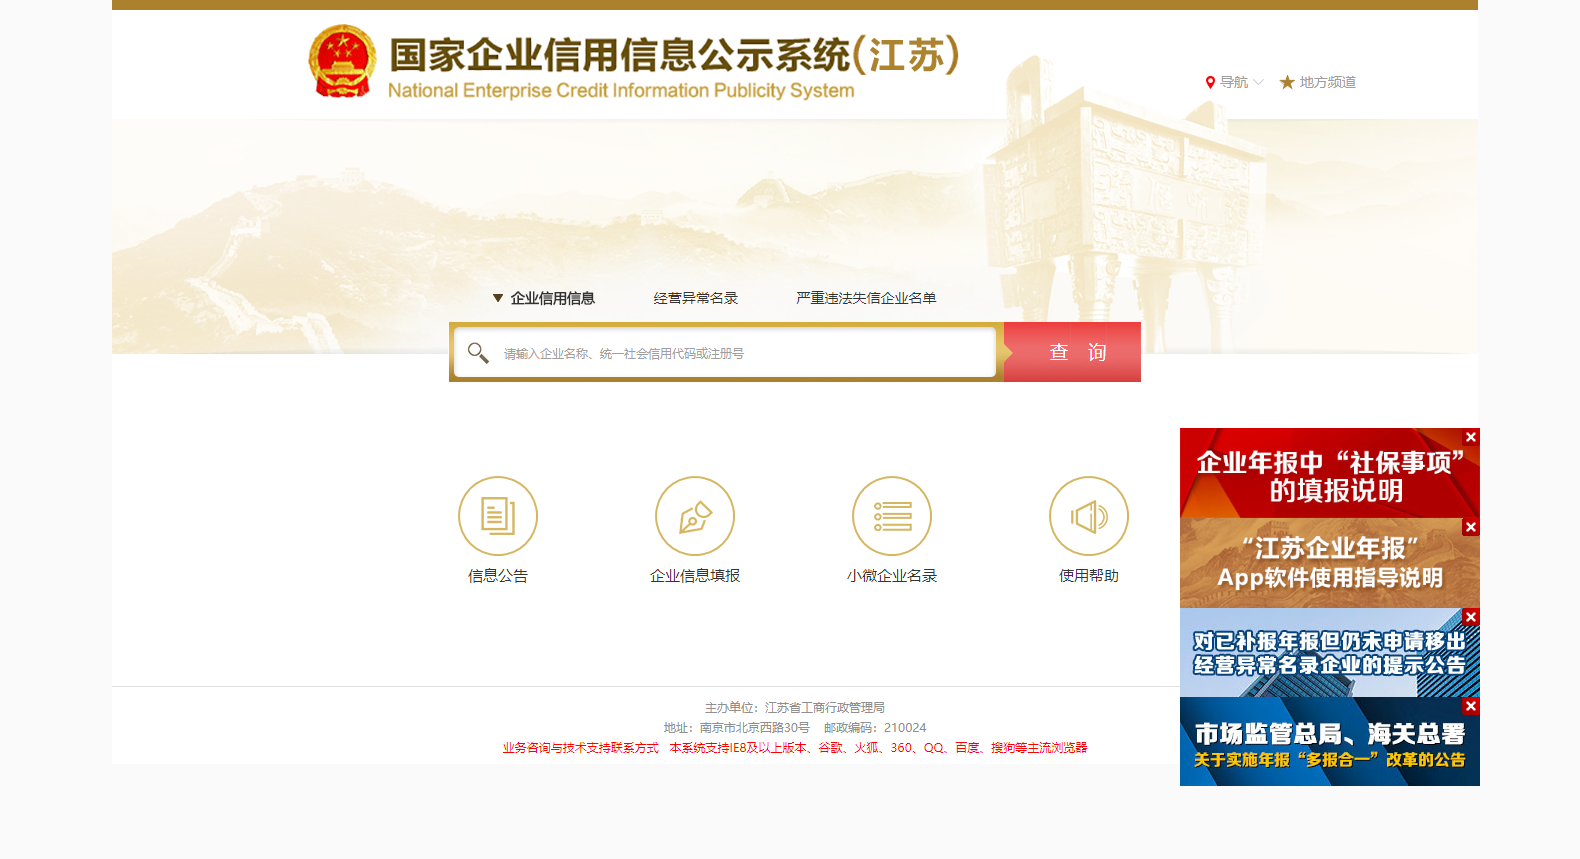 国家企业信用信息公示系统(江苏)
National Enterprise Credit Information Publicity System
导航 地方频道
企业信用信息 经营异常名录 严重违法失信企业名单
请输入企业名称、统一社会信用代码或注册号
查 询
信息公告 企业信息填报 小微企业名录 使用帮助
企业年报中“社保事项”
的填报说明
“江苏企业年报”
App软件使用指导说明
对已补报年报但仍未申请移出
经营异常名录企业的提示公告
市场监管总局、海关总署
关于实施年报“多报合一”改革的公告
主办单位：江苏省工商行政管理局
地址：南京市北京西路30号 邮政编码：210024
业务咨询与技术支持联系方式 本系统支持IE8及以上版本、谷歌、火狐、360、QQ、百度、搜狗等主流浏览器